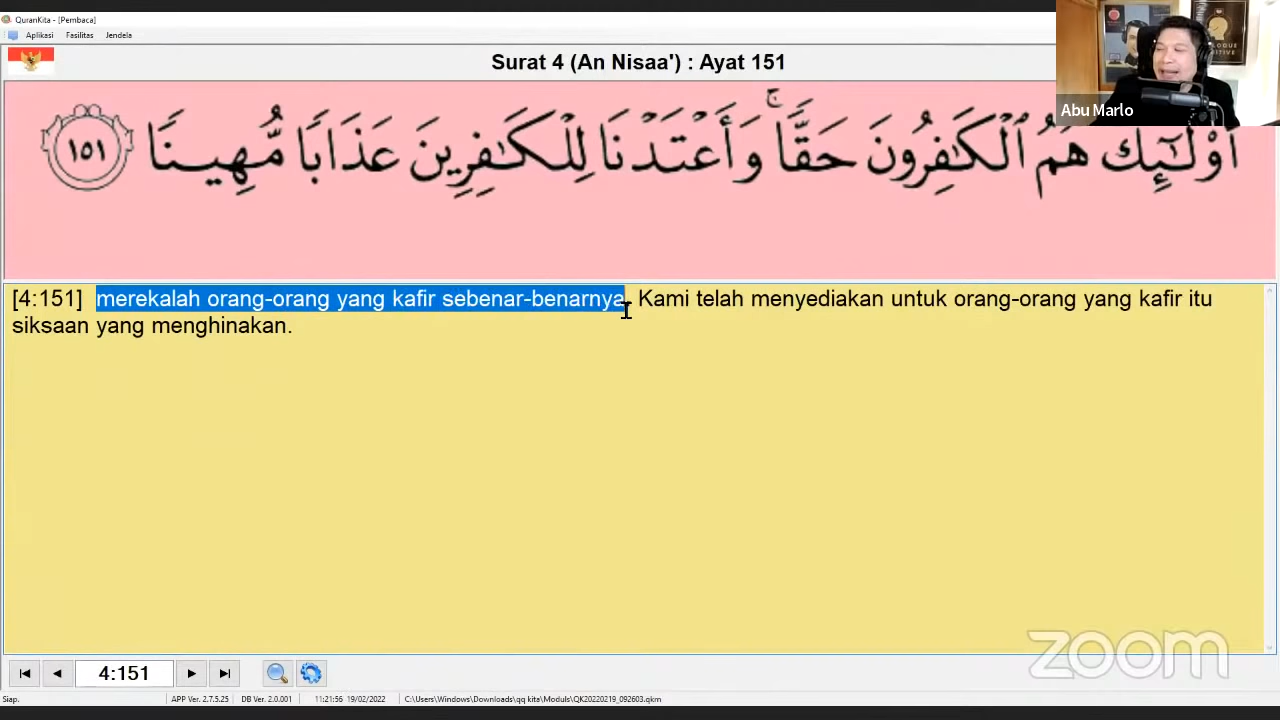 QuranKita - [Pembaca]
Aplikasi Fasilitas Jendela
Surat 4 (An Nisaa') : Ayat 151
أُو۟لَـٰٓئِكَ هُمُ ٱلْكَـٰفِرُونَ حَقًّا ۚ وَأَعْتَدْنَا لِلْكَـٰفِرِينَ عَذَابًا مُّهِينًا ١٥١
Abu Marlo
[4:151] merekalah orang-orang yang kafir sebenar-benarnya. Kami telah menyediakan untuk orang-orang yang kafir itu
siksaan yang menghinakan.
zoom
4:151
Siap. APP Ver. 2.7.5.25 DB Ver. 2.0.001 11:21:56 19/02/2022 C:\Users\Windows\Downloads\qq kita\Moduls\QK20220219_092603.qkm